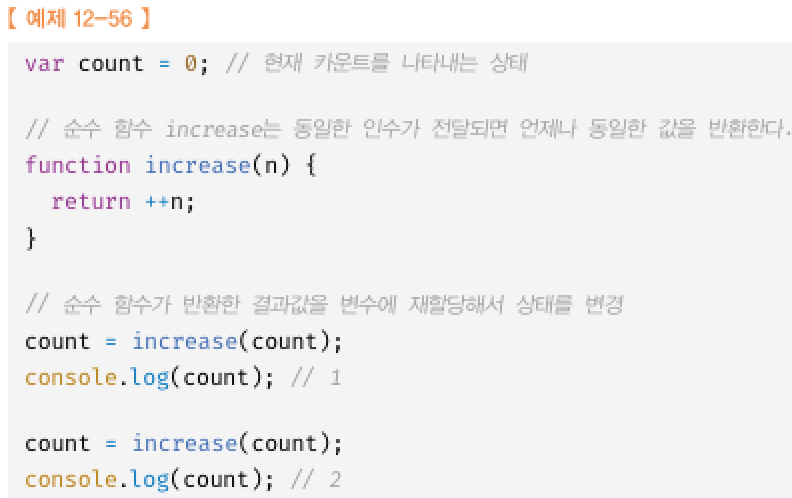 【 예제 12-56 】
var count = 0; // 현재 카운트를 나타내는 상태
// 순수 함수 increase는 동일한 인수가 전달되면 언제나 동일한 값을 반환한다.
function increase(n) {
  return ++n;
}
// 순수 함수가 반환한 결과값을 변수에 재할당해서 상태를 변경
count = increase(count);
console.log(count); // 1
count = increase(count);
console.log(count); // 2